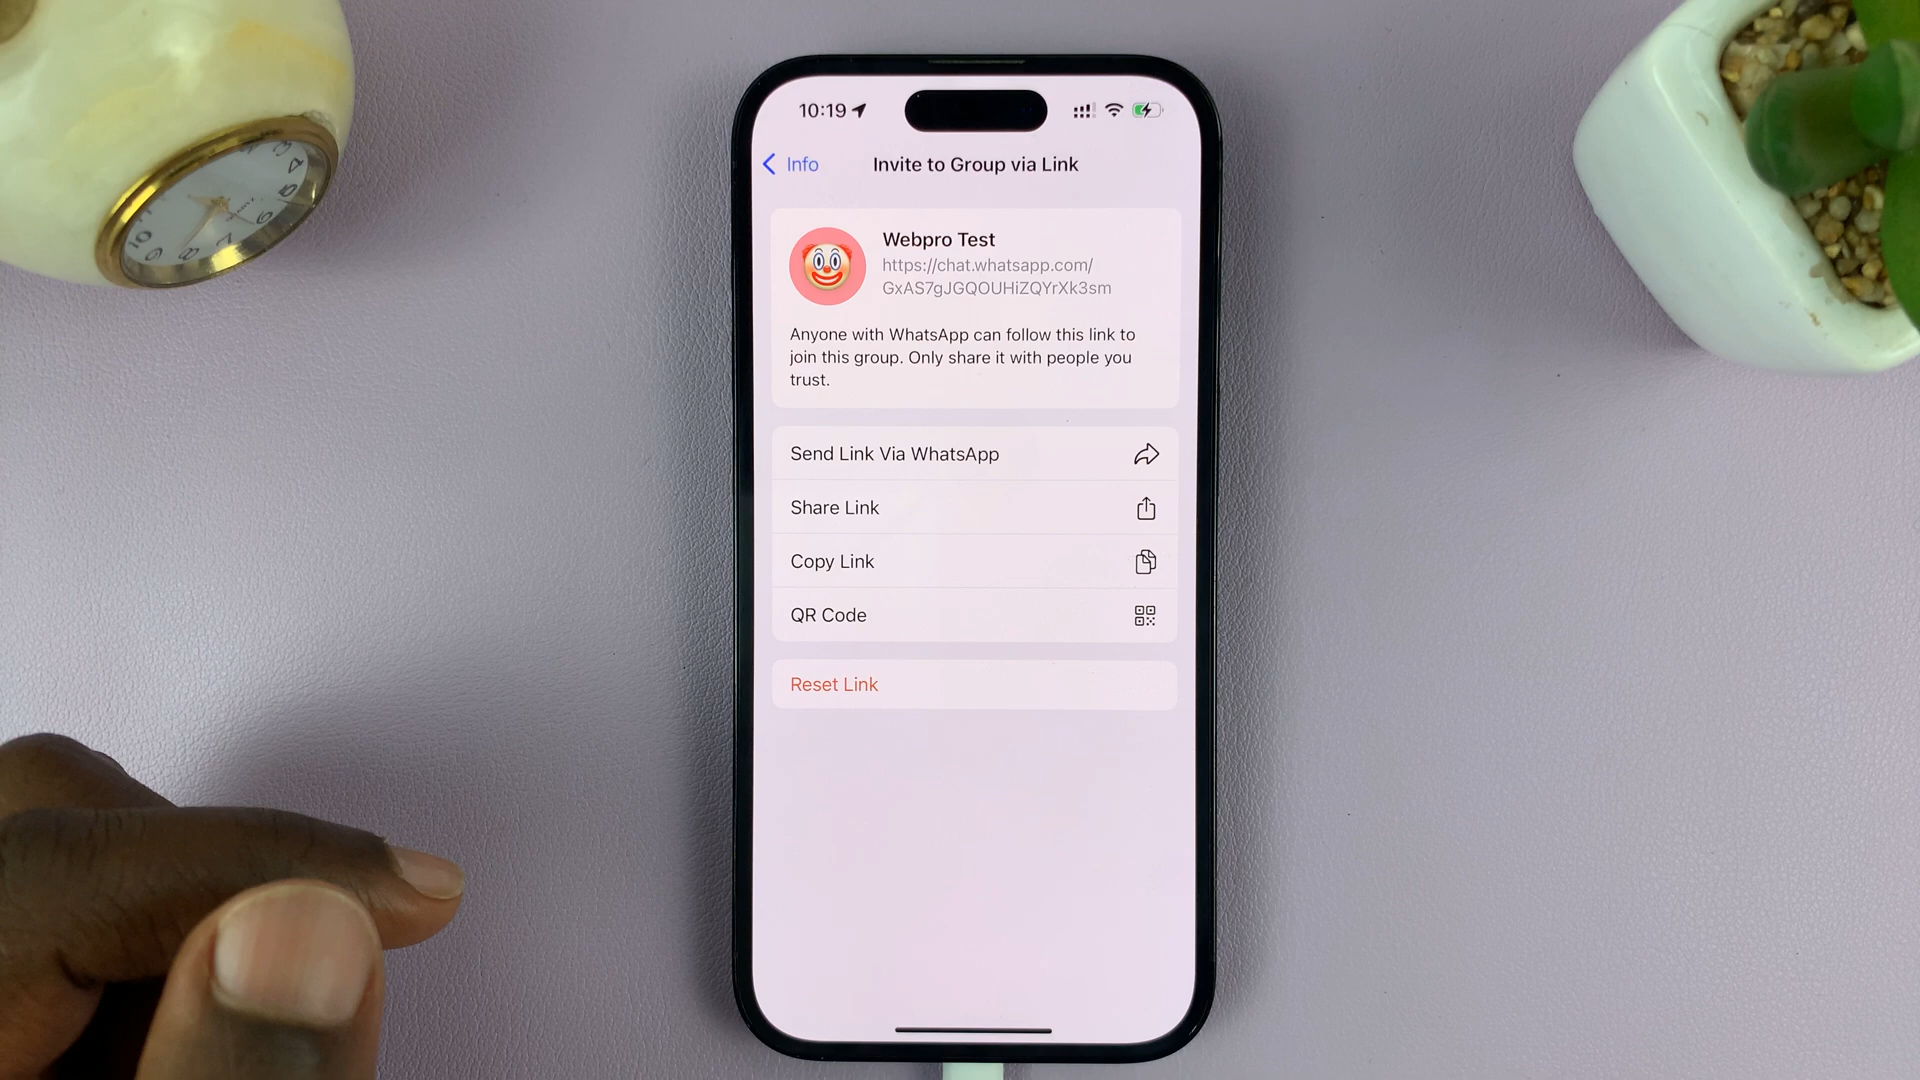 10:19
Info
Invite to Group via Link
Webpro Test
https://chat.whatsapp.com/
GxAS7gJGQOUHiZQYrXk3sm
Anyone with WhatsApp can follow this link to
join this group. Only share it with people you
trust.
Send Link Via WhatsApp
Share Link
Copy Link
QR Code
Reset Link